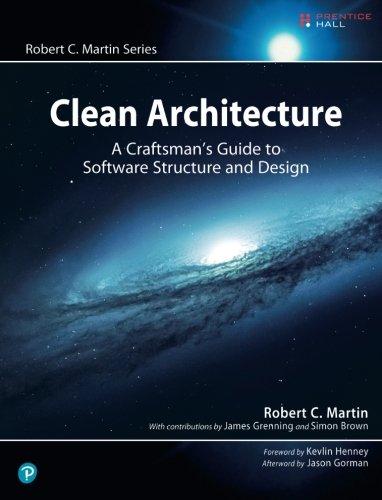 Robert C. Martin Series
PRENTICE
HALL
Clean Architecture
A Craftsman's Guide to
Software Structure and Design
Robert C. Martin
With contributions by James Grenning and Simon Brown
Foreword by Kevlin Henney
Afterword by Jason Gorman
P